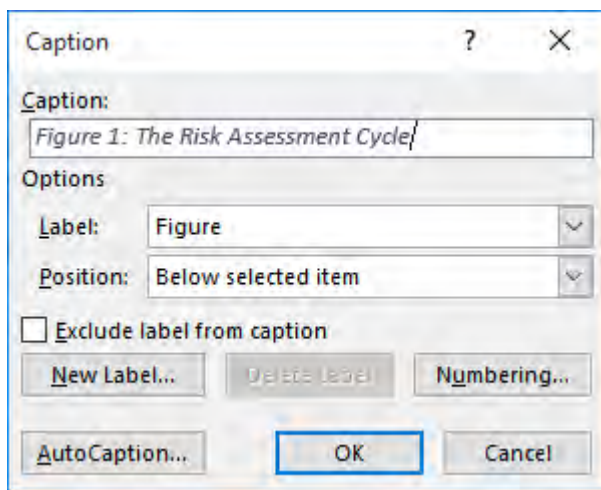 Caption ?
Caption:
Figure 1: The Risk Assessment Cycle
Options
Label: Figure
Position: Below selected item
Exclude label from caption
New Label... Delete Label Numbering...
AutoCaption... OK Cancel